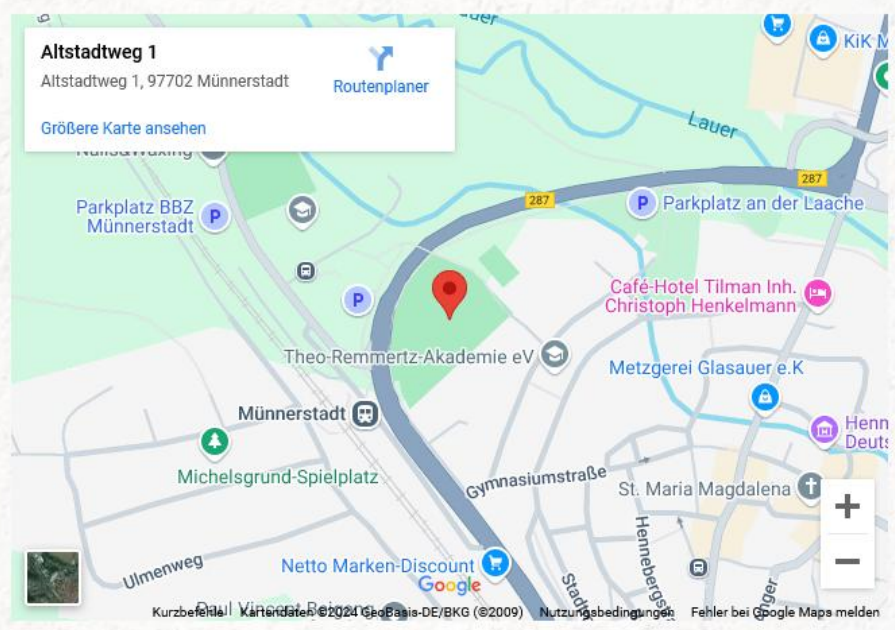 Altstadtweg 1
Altstadtweg 1, 97702 Münnerstadt
Routenplaner
Größere Karte ansehen
KiK
Lauer
287
287
Parkplatz BBZ
Münnerstadt
P
P
P
Parkplatz an der Laache
Café-Hotel Tilman Inh.
Christoph Henkelmann
Theo-Remmertz-Akademie eV
Metzgerei Glasauer e.K
Münnerstadt
Michelsgrund-Spielplatz
Gymnasiumstraße
St. Maria Magdalena
Ulmenweg
Netto Marken-Discount
Google
+
−
Kurzbefehle
Kartendaten ©2024 GeoBasis-DE/BKG (©2009)
Nutzungsbedingungen
Fehler bei Google Maps melden